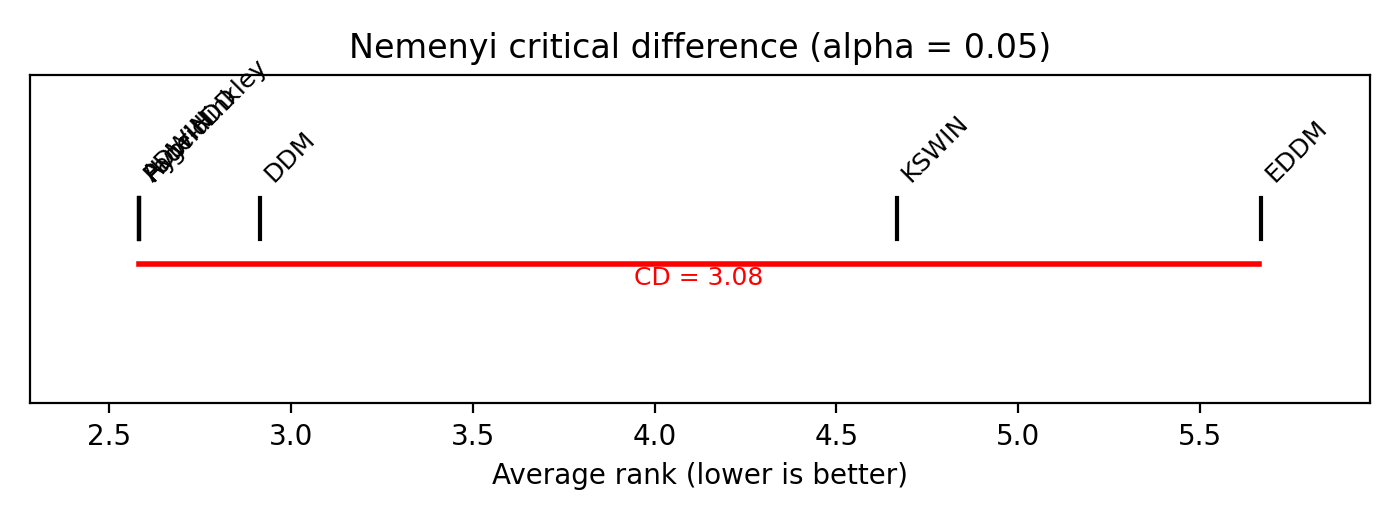 Nemenyi critical difference (alpha = 0.05)
DDM
KSWIN
EDDM
CD = 3.08
2.5 3.0 3.5 4.0 4.5 5.0 5.5
Average rank (lower is better)